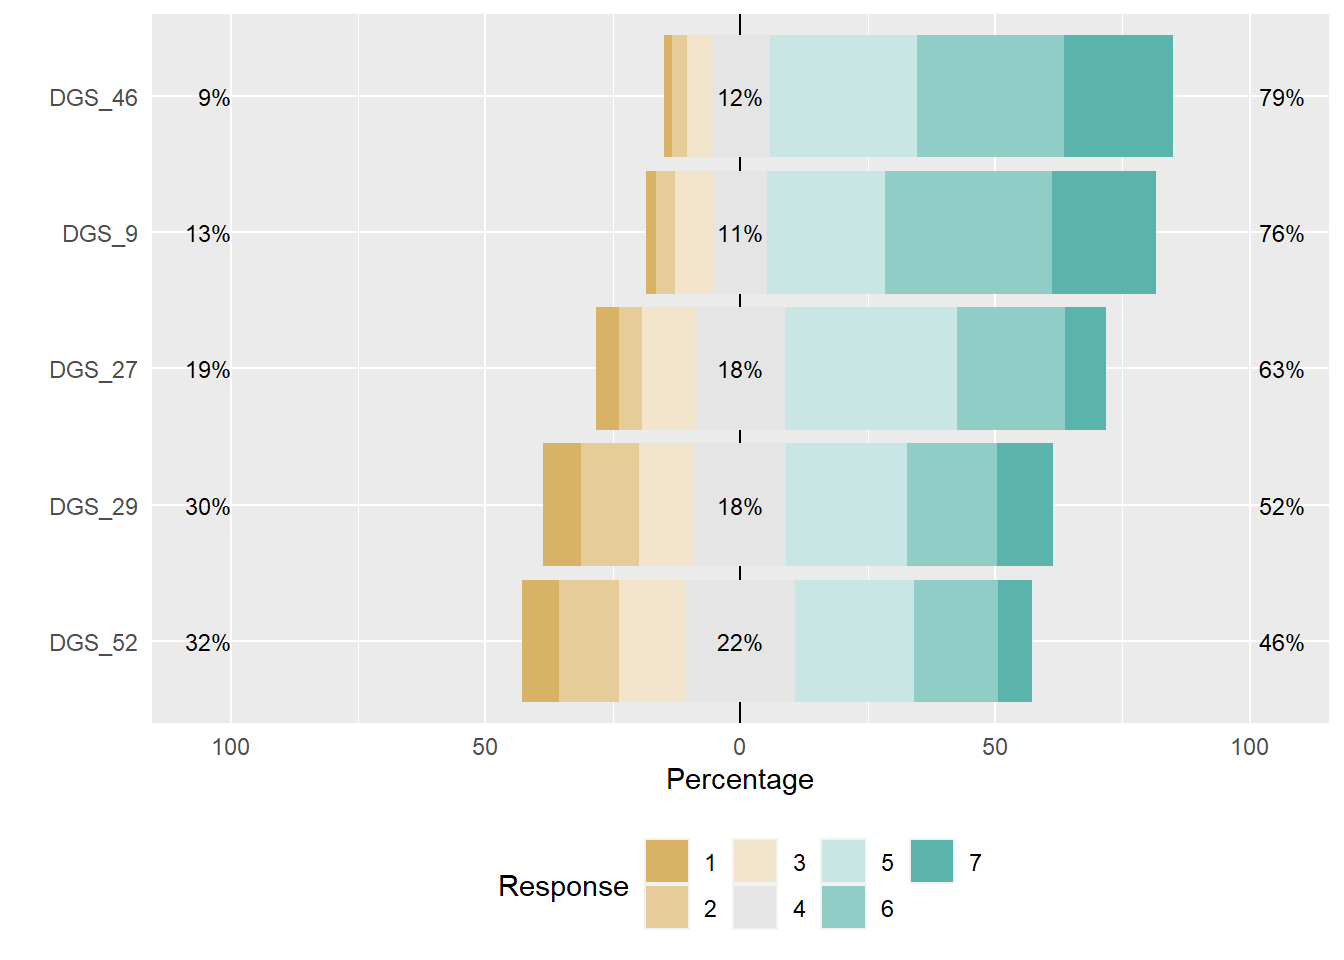 DGS_46 9% 12% 79%
DGS_9 13% 11% 76%
DGS_27 19% 18% 63%
DGS_29 30% 18% 52%
DGS_52 32% 22% 46%
100 50 0 50 100
Percentage
Response
1 3 5 7
2 4 6